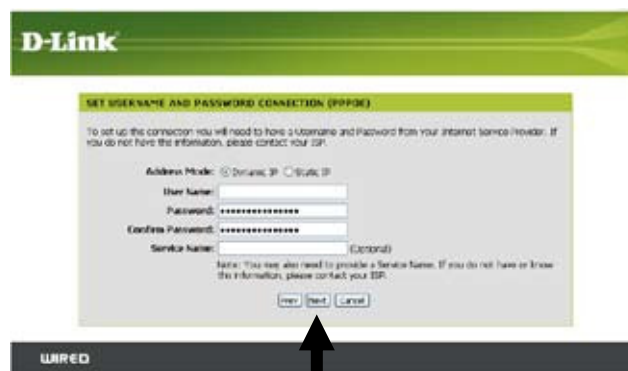 D-Link
SET USERNAME AND PASSWORD CONNECTION (PPPOE)
To set up this connection you will need to have a Username and Password from your Internet Service Provider. If
you do not have this information, please contact your ISP.
Address Mode: Dynamic IP Static IP
User Name:
Password: •••••••••••••••
Confirm Password: •••••••••••••••
Service Name: (Optional)
Note: You may also need to provide a Service Name. If you do not have or know
this information, please contact your ISP.
Prev Next Cancel
WIRED